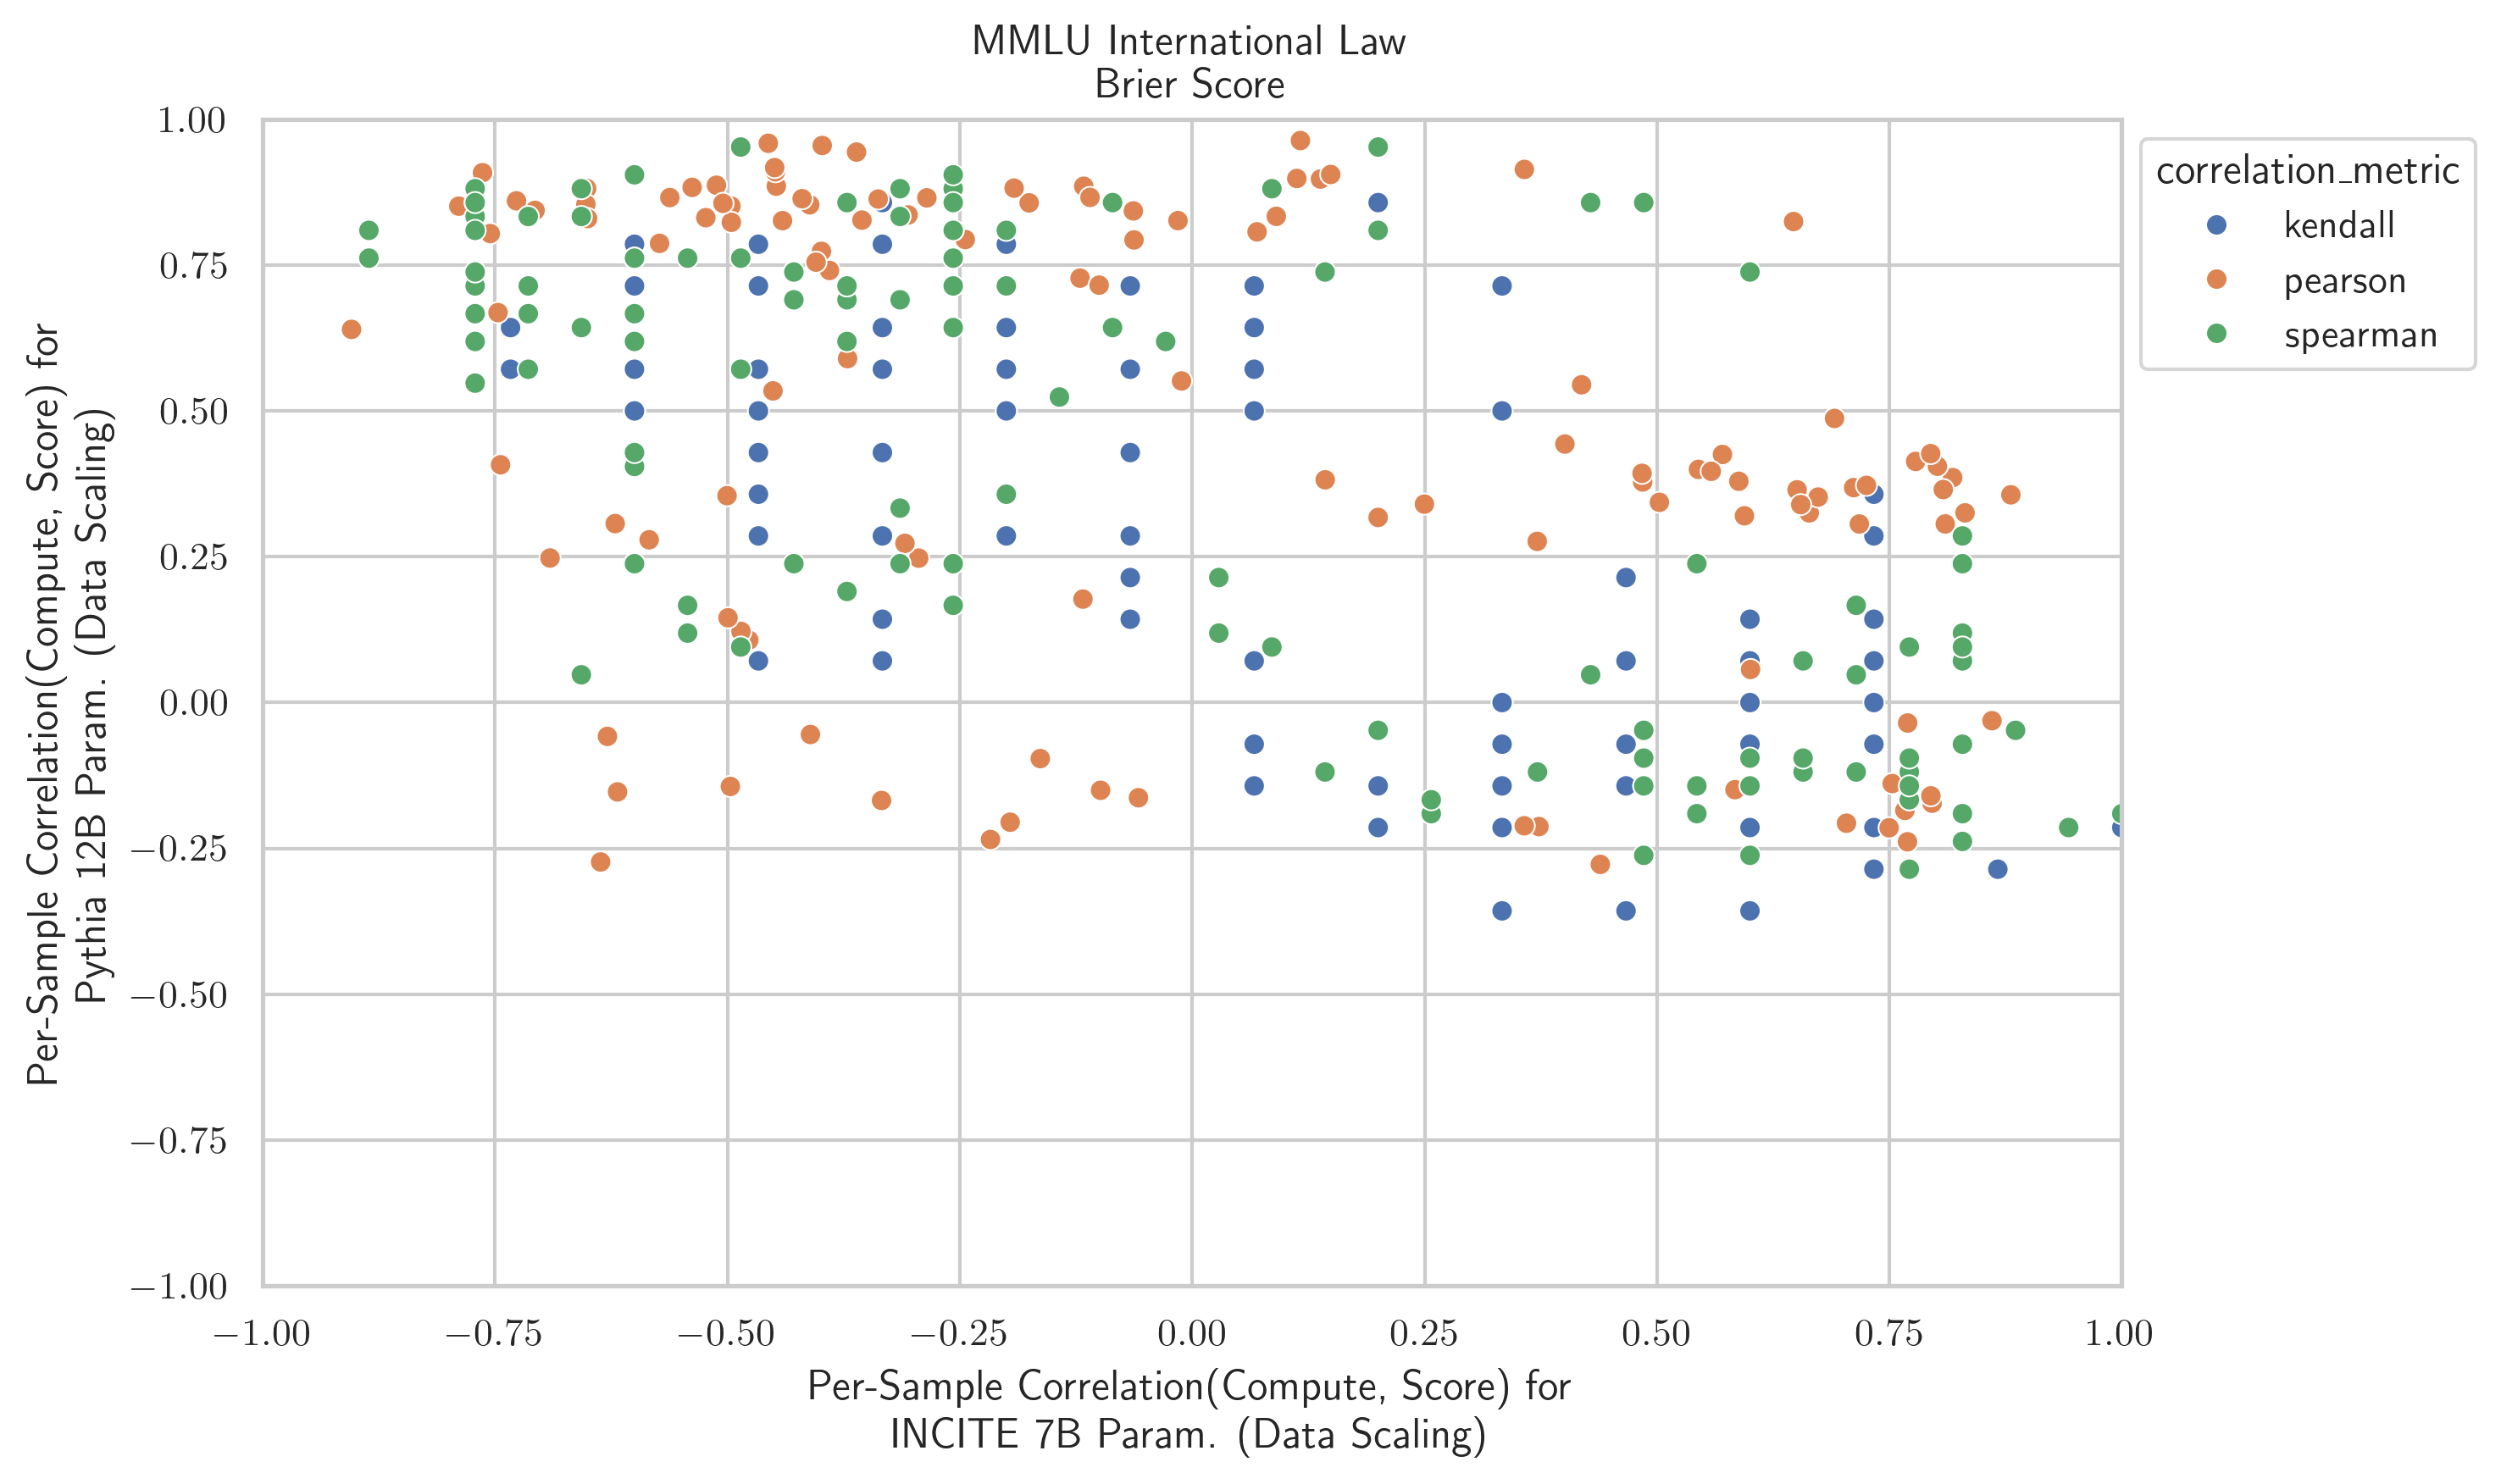 MMLU International Law
Brier Score
Per-Sample Correlation(Compute, Score) for
Pythia 12B Param. (Data Scaling)
1.00
0.75
0.50
0.25
0.00
−0.25
−0.50
−0.75
−1.00
−1.00 −0.75 −0.50 −0.25 0.00 0.25 0.50 0.75 1.00
Per-Sample Correlation(Compute, Score) for
INCITE 7B Param. (Data Scaling)
correlation_metric
kendall
pearson
spearman